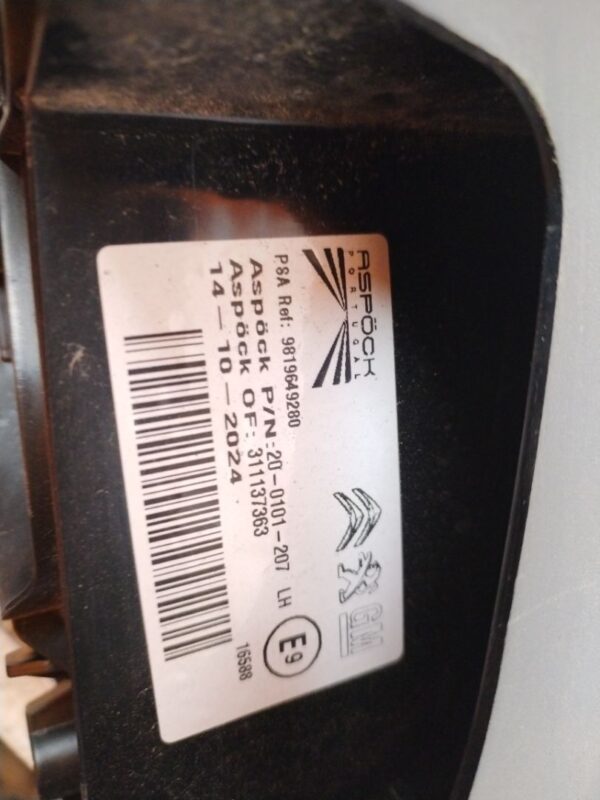 ASPÖCK
PORTUGAL
GM
PSA Ref: 9819649280
Aspöck P/N:20-0101-207 LH
Aspöck OF: 311137363
14-10-2024
E9
16588